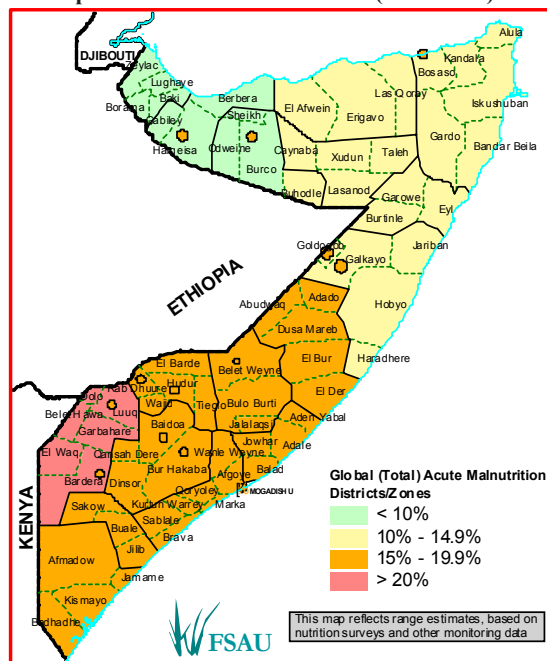 DJIBOUTI
Zeylac
Lughaye
Baki
Borama
Gabiley
Berbera
Sheikh
Hargeisa
Odweine
Burco
Buhodle
El Afwein
Erigavo
Las Qoray
Caynaba
Xudun
Taleh
Lasanod
Alula
Kandala
Bosaso
Iskushuban
Gardo
Bandar Beila
Garowe
Eyl
Burtinle
Goldogob
Galkayo
Jariban
ETHIOPIA
Abudwaq
Adado
Hobyo
Dusa Mareb
Haradhere
El Barde
Belet Weyne
El Bur
Rab Dhuure
Hudur
Dolo
Wajid
Tieglo
Bulo Burti
El Der
Belet Hawa
Luuq
Garbahare
Baidoa
Jalalaqsi
Aden Yabal
El Waq
Qansah Dere
Jowhar
Adale
Wanle Weyne
Bur Hakaba
Bardera
Dinsor
Afgoye
Balad
Qoryoley
MOGADISHU
Sakow
Kurtun Warrey
Marka
Buale
Sablale
Brava
Jilib
Afmadow
Jamame
Kismayo
Badhadhe
KENYA
Global (Total) Acute Malnutrition
Districts/Zones
< 10%
10% - 14.9%
15% - 19.9%
> 20%
This map reflects range estimates, based on
nutrition surveys and other monitoring data
FSAU